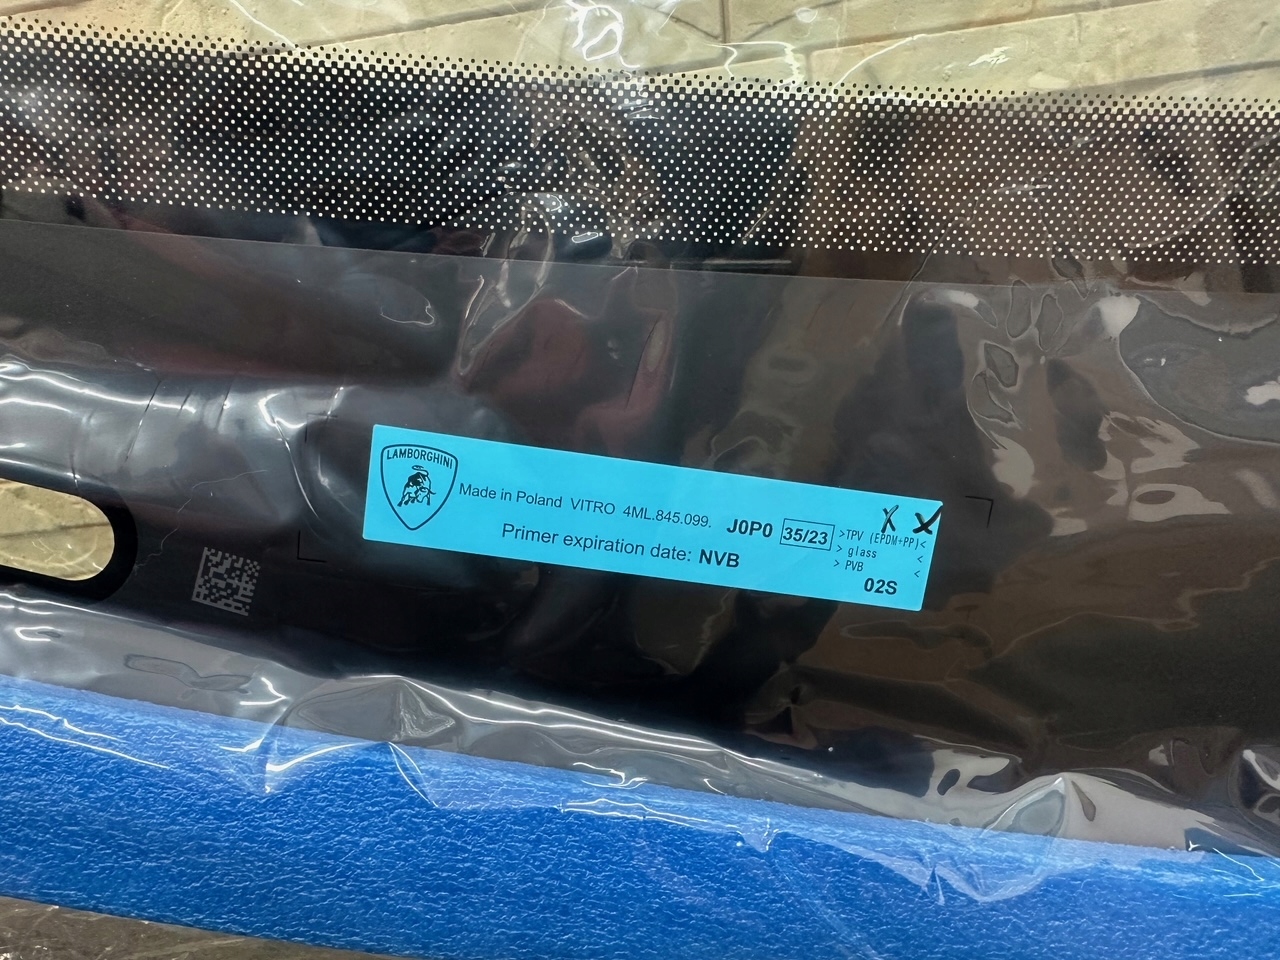 LAMBORGHINI
Made in Poland VITRO 4ML.845.099. J0P0 35/23
Primer expiration date: NVB
X X
>TPV (EPDM+PP)<
> glass <
> PVB <
02S